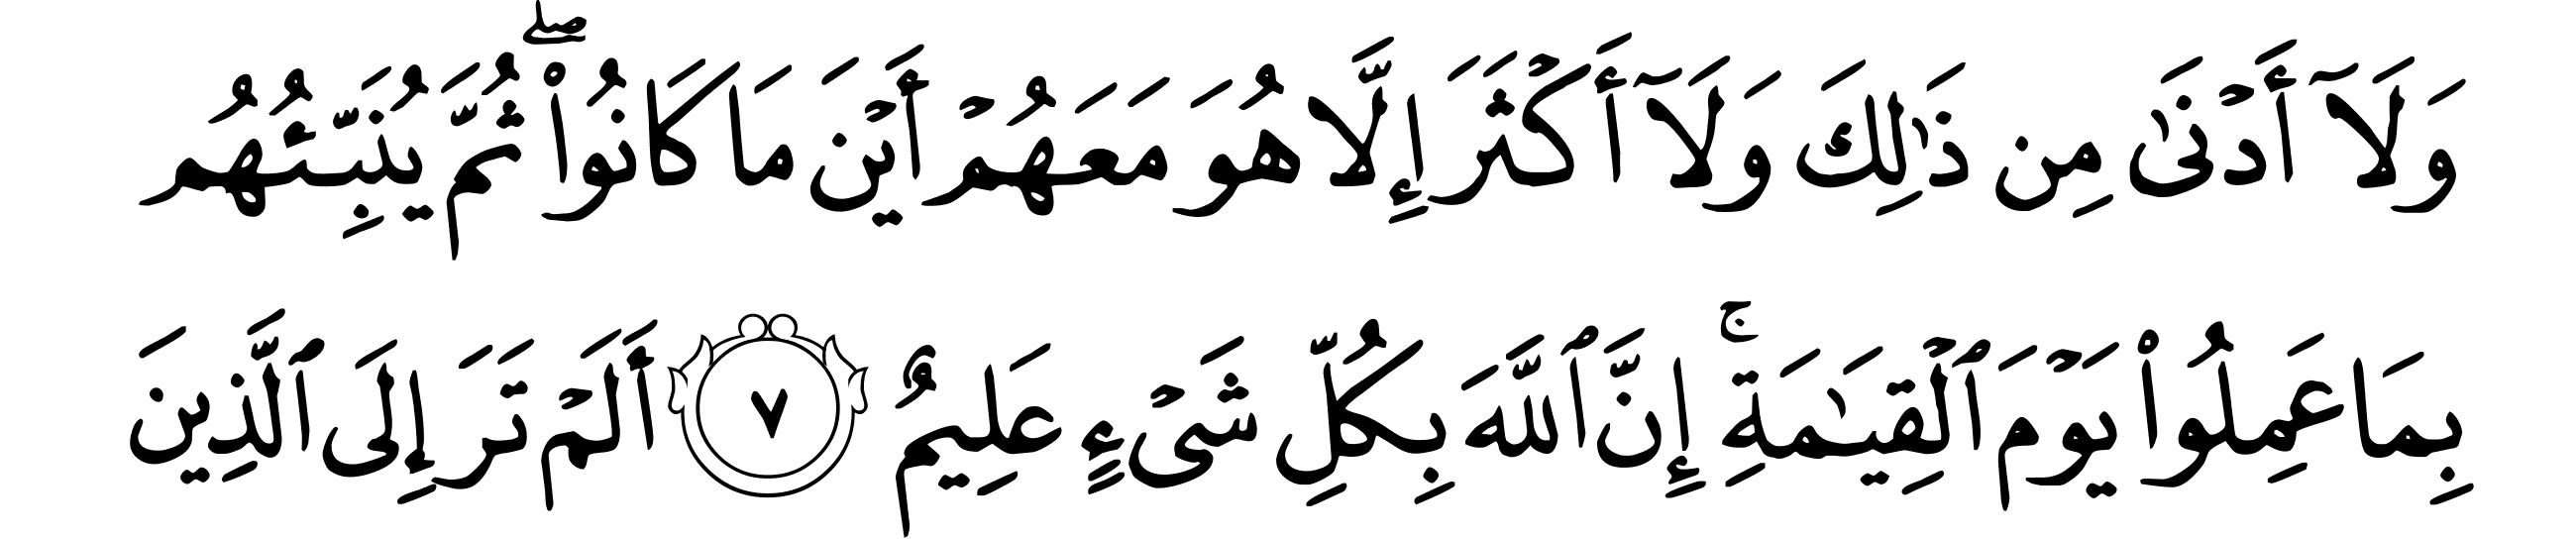 وَلَآ أَدۡنَىٰ مِن ذَٰلِكَ وَلَآ أَكۡثَرَ إِلَّا هُوَ مَعَهُمۡ أَيۡنَ مَا كَانُواْۖ ثُمَّ يُنَبِّئُهُم
بِمَا عَمِلُواْ يَوۡمَ ٱلۡقِيَٰمَةِۚ إِنَّ ٱللَّهَ بِكُلِّ شَىۡءٍ عَلِيمٌ ٧ أَلَمۡ تَرَ إِلَى ٱلَّذِينَ